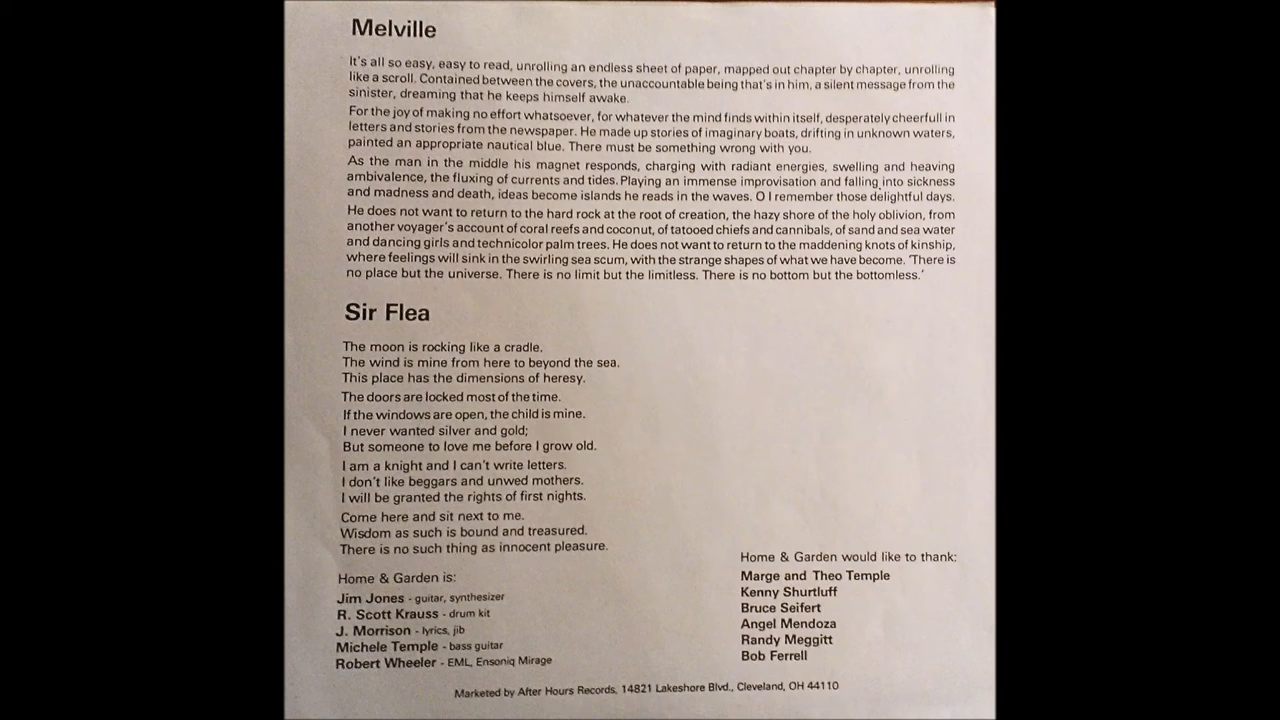 Melville
It's all so easy, easy to read, unrolling an endless sheet of paper, mapped out chapter by chapter, unrolling
like a scroll. Contained between the covers, the unaccountable being that's in him, a silent message from the
sinister, dreaming that he keeps himself awake.
For the joy of making no effort whatsoever, for whatever the mind finds within itself, desperately cheerfull in
letters and stories from the newspaper. He made up stories of imaginary boats, drifting in unknown waters,
painted an appropriate nautical blue. There must be something wrong with you.
As the man in the middle his magnet responds, charging with radiant energies, swelling and heaving
ambivalence, the fluxing of currents and tides. Playing an immense improvisation and falling into sickness
and madness and death, ideas become islands he reads in the waves. O I remember those delightful days.
He does not want to return to the hard rock at the root of creation, the hazy shore of the holy oblivion, from
another voyager's account of coral reefs and coconut, of tatooed chiefs and cannibals, of sand and sea water
and dancing girls and technicolor palm trees. He does not want to return to the maddening knots of kinship,
where feelings will sink in the swirling sea scum, with the strange shapes of what we have become. 'There is
no place but the universe. There is no limit but the limitless. There is no bottom but the bottomless.'
Sir Flea
The moon is rocking like a cradle.
The wind is mine from here to beyond the sea.
This place has the dimensions of heresy.
The doors are locked most of the time.
If the windows are open, the child is mine.
I never wanted silver and gold;
But someone to love me before I grow old.
I am a knight and I can't write letters.
I don't like beggars and unwed mothers.
I will be granted the rights of first nights.
Come here and sit next to me.
Wisdom as such is bound and treasured.
There is no such thing as innocent pleasure.
Home & Garden is:
Jim Jones - guitar, synthesizer
R. Scott Krauss - drum kit
J. Morrison - lyrics, jib
Michele Temple - bass guitar
Robert Wheeler - EML, Ensoniq Mirage
Home & Garden would like to thank:
Marge and Theo Temple
Kenny Shurtluff
Bruce Seifert
Angel Mendoza
Randy Meggitt
Bob Ferrell
Marketed by After Hours Records, 14821 Lakeshore Blvd., Cleveland, OH 44110